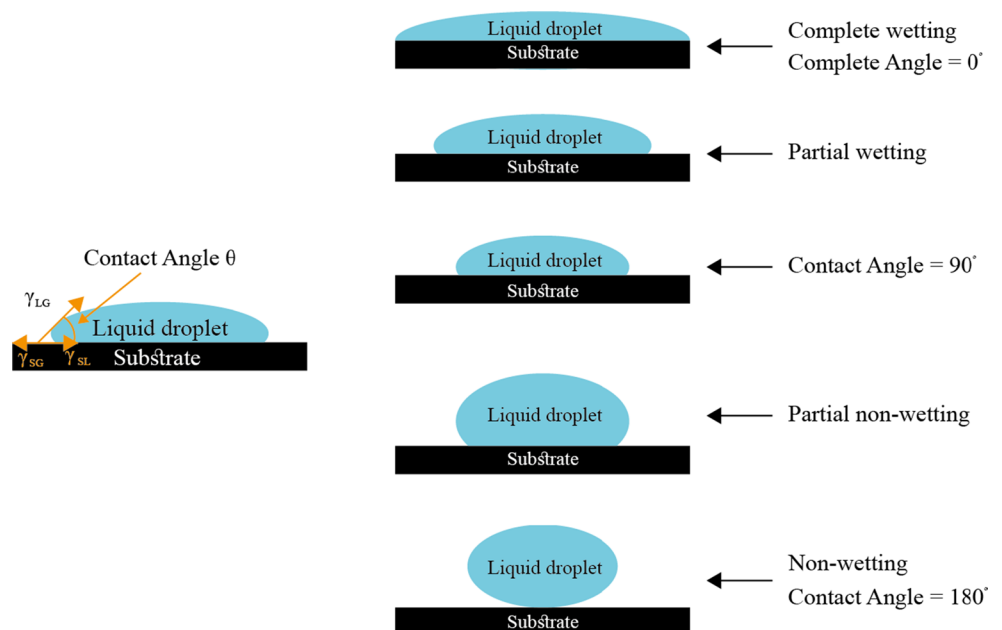 Contact Angle θ
γLG
Liquid droplet
γSG γSL Substrate
Liquid droplet
Substrate
Complete wetting
Complete Angle = 0°
Liquid droplet
Substrate
Partial wetting
Liquid droplet
Substrate
Contact Angle = 90°
Liquid droplet
Substrate
Partial non-wetting
Liquid droplet
Substrate
Non-wetting
Contact Angle = 180°